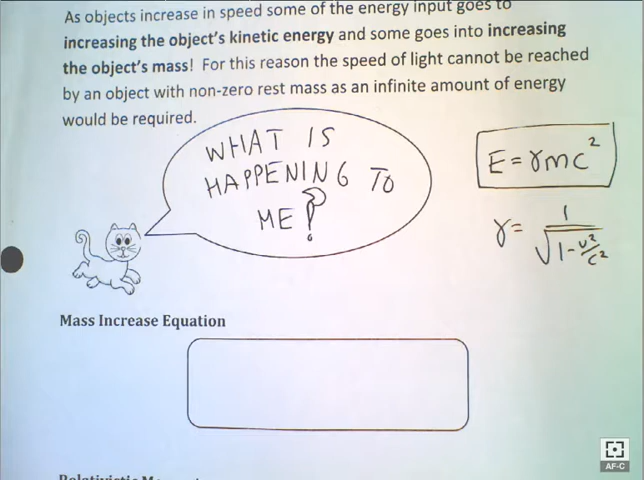 As objects increase in speed some of the energy input goes to
increasing the object's kinetic energy and some goes into increasing
the object's mass! For this reason the speed of light cannot be reached
by an object with non-zero rest mass as an infinite amount of energy
would be required.
WHAT IS
HAPPENING TO
ME?
E = γmc²
γ = 1/√(1 - v²/c²)
Mass Increase Equation
AF-C